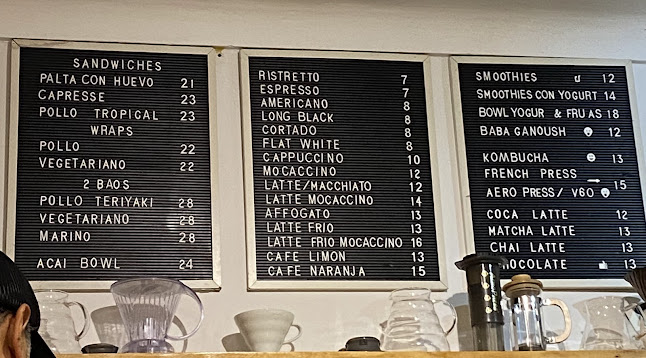 SANDWICHES
PALTA CON HUEVO 21
CAPRESSE 23
POLLO TROPICAL 23
WRAPS
POLLO 22
VEGETARIANO 22
2 BAOS
POLLO TERIYAKI 28
VEGETARIANO 28
MARINO 28
ACAI BOWL 24
RISTRETTO 7
ESPRESSO 7
AMERICANO 8
LONG BLACK 8
CORTADO 8
FLAT WHITE 8
CAPPUCCINO 10
MOCACCINO 12
LATTE/MACCHIATO 12
LATTE MOCACCINO 14
AFFOGATO 13
LATTE FRIO 13
LATTE FRIO MOCACCINO 16
CAFE LIMON 13
CAFE NARANJA 15
SMOOTHIES 12
SMOOTHIES CON YOGURT 14
BOWL YOGUR & FRU AS 18
BABA GANOUSH 12
KOMBUCHA 13
FRENCH PRESS
AERO PRESS/ V60 15
COCA LATTE 12
MATCHA LATTE 13
CHAI LATTE 13
CHOCOLATE 13